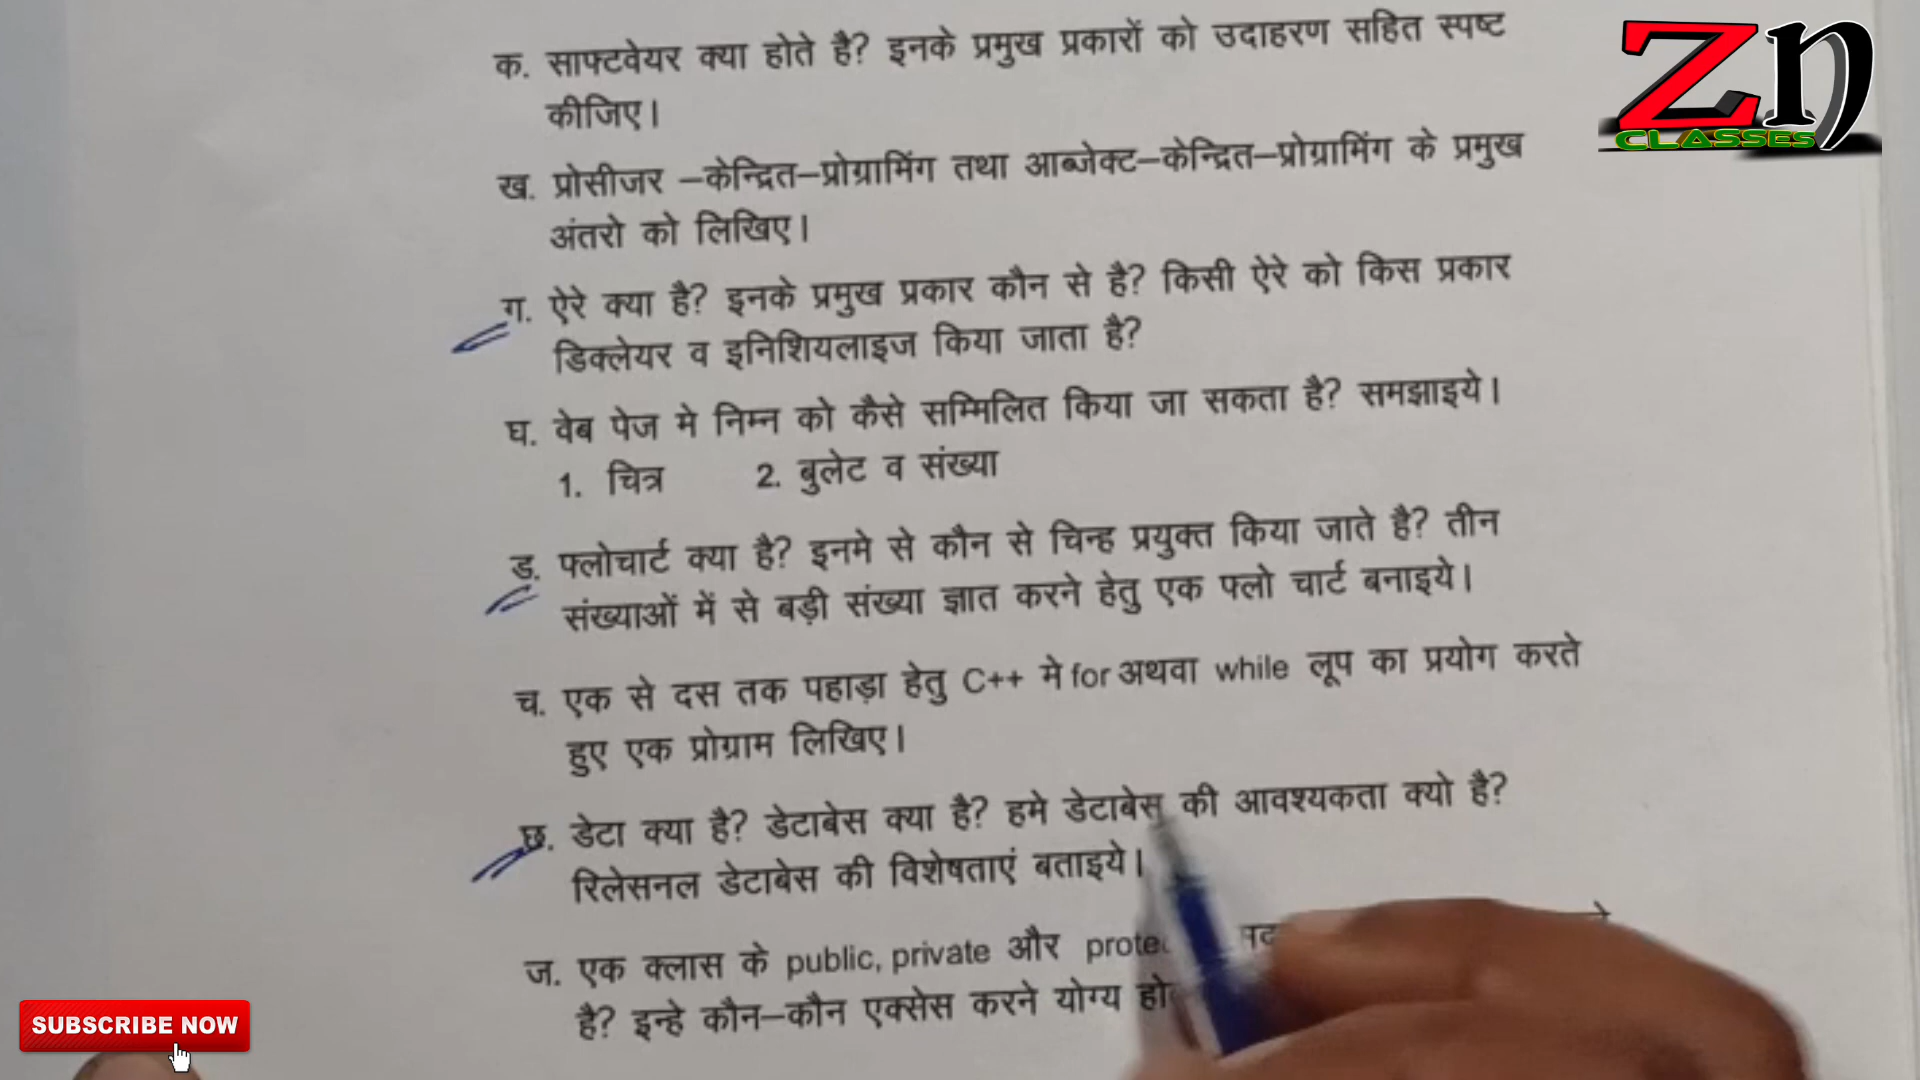 Zn
CLASSES
क. साफ्टवेयर क्या होते है? इनके प्रमुख प्रकारों को उदाहरण सहित स्पष्ट
कीजिए।
ख. प्रोसीजर –केन्द्रित–प्रोग्रामिंग तथा आब्जेक्ट–केन्द्रित–प्रोग्रामिंग के प्रमुख
अंतरो को लिखिए।
ग. ऐरे क्या है? इनके प्रमुख प्रकार कौन से है? किसी ऐरे को किस प्रकार
डिक्लेयर व इनिशियलाइज किया जाता है?
घ. वेब पेज मे निम्न को कैसे सम्मिलित किया जा सकता है? समझाइये।
1. चित्र 2. बुलेट व संख्या
ड. फ्लोचार्ट क्या है? इनमे से कौन से चिन्ह प्रयुक्त किया जाते है? तीन
संख्याओं में से बड़ी संख्या ज्ञात करने हेतु एक फ्लो चार्ट बनाइये।
च. एक से दस तक पहाड़ा हेतु C++ मे for अथवा while लूप का प्रयोग करते
हुए एक प्रोग्राम लिखिए।
छ. डेटा क्या है? डेटाबेस क्या है? हमे डेटाबेस की आवश्यकता क्यो है?
रिलेसनल डेटाबेस की विशेषताएं बताइये।
ज. एक क्लास के public, private और
है? इन्हे कौन–कौन एक्सेस करने योग्य
SUBSCRIBE NOW